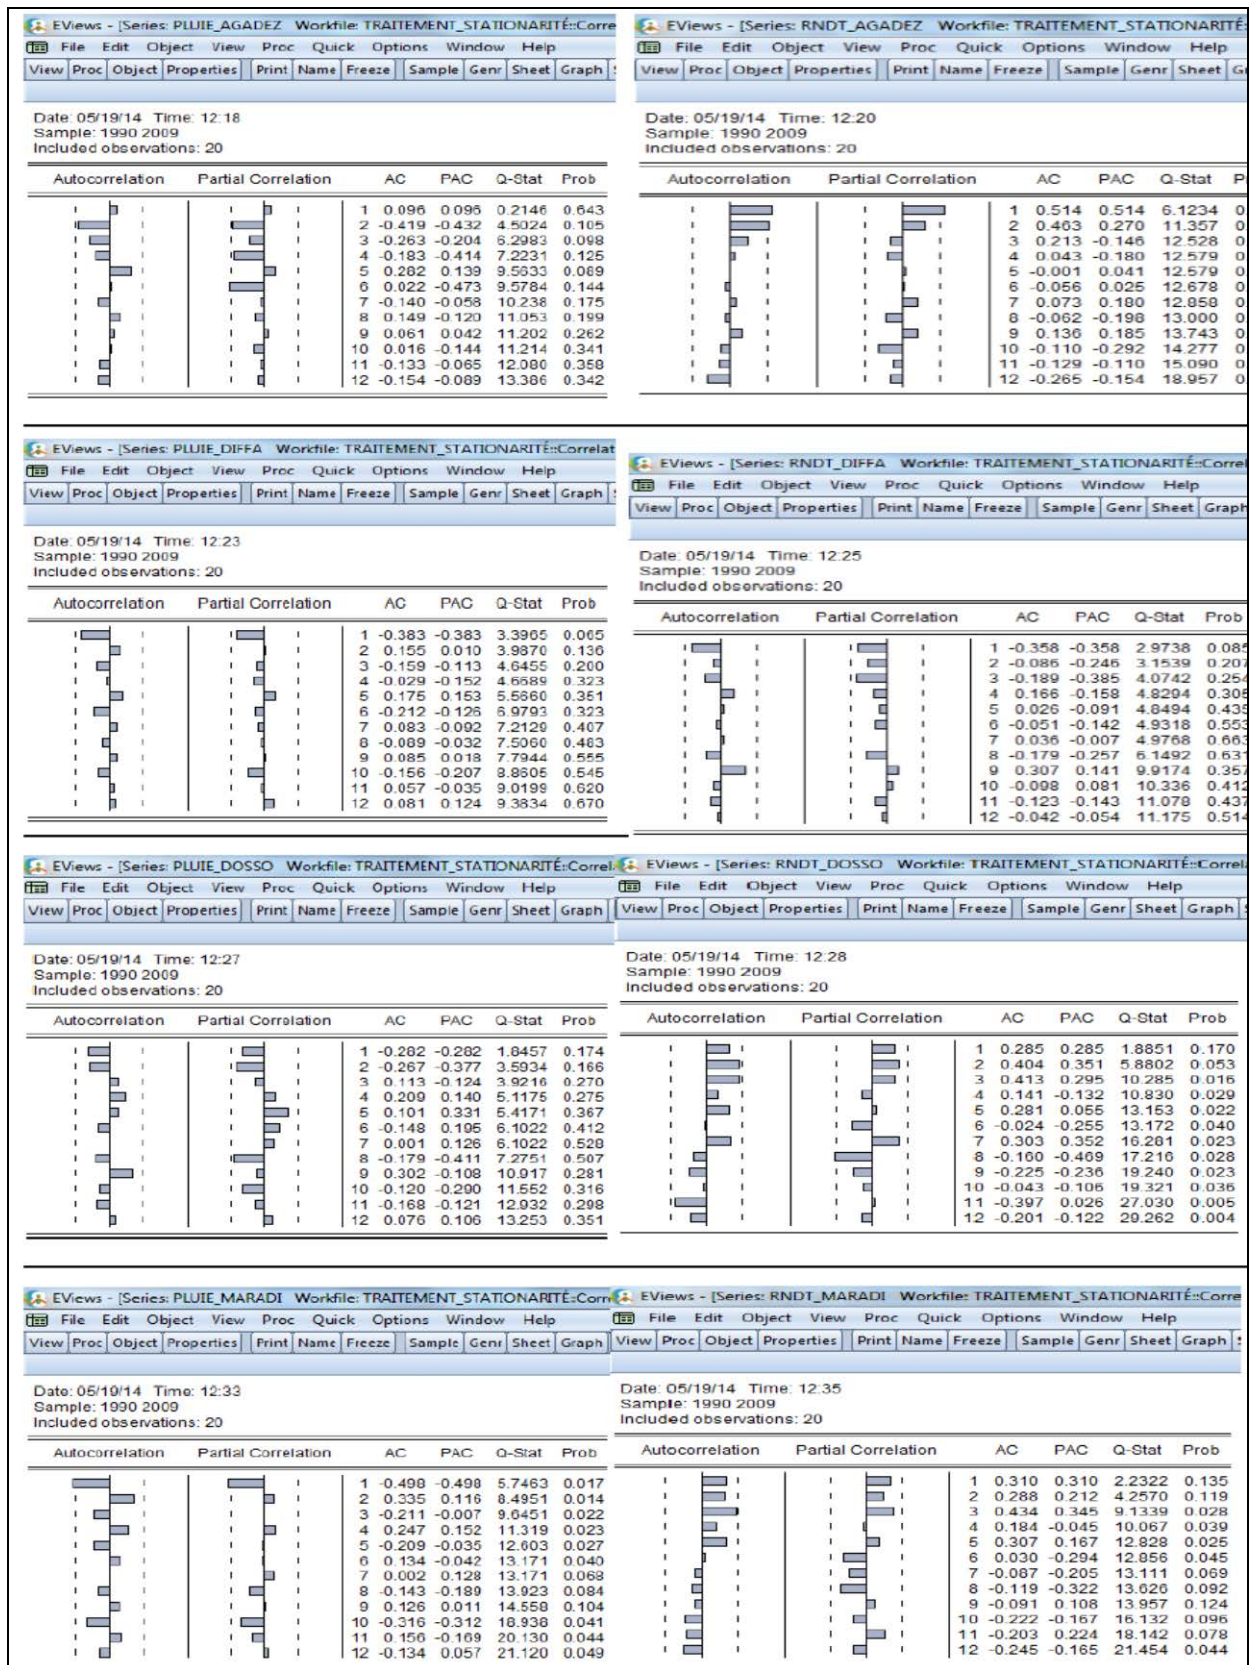 EViews - [Series: PLUIE_AGADEZ Workfile: TRAITEMENT_STATIONARITÉ::Corre
File Edit Object View Proc Quick Options Window Help
View Proc Object Properties Print Name Freeze Sample Genr Sheet Graph
Date: 05/19/14 Time: 12:18
Sample: 1990 2009
Included observations: 20
Autocorrelation Partial Correlation AC PAC Q-Stat Prob
1 0.096 0.096 0.2146 0.643
2 -0.419 -0.432 4.5024 0.105
3 -0.263 -0.204 6.2983 0.098
4 -0.183 -0.414 7.2231 0.125
5 0.282 0.139 9.5633 0.089
6 0.022 -0.473 9.5784 0.144
7 -0.140 -0.058 10.238 0.175
8 0.149 -0.120 11.053 0.199
9 0.061 0.042 11.202 0.262
10 0.016 -0.144 11.214 0.341
11 -0.133 -0.065 12.080 0.358
12 -0.154 -0.089 13.386 0.342
EViews - [Series: RNDT_AGADEZ Workfile: TRAITEMENT_STATIONARITÉ:
File Edit Object View Proc Quick Options Window Help
View Proc Object Properties Print Name Freeze Sample Genr Sheet G
Date: 05/19/14 Time: 12:20
Sample: 1990 2009
Included observations: 20
Autocorrelation Partial Correlation AC PAC Q-Stat P
1 0.514 0.514 6.1234 0
2 0.463 0.270 11.357 0
3 0.213 -0.146 12.528 0
4 0.043 -0.180 12.579 0
5 -0.001 0.041 12.579 0
6 -0.056 0.025 12.678 0
7 0.073 0.180 12.858 0
8 -0.062 -0.198 13.000 0
9 0.136 0.185 13.743 0
10 -0.110 -0.292 14.277 0
11 -0.129 -0.110 15.090 0
12 -0.265 -0.154 18.957 0
EViews - [Series: PLUIE_DIFFA Workfile: TRAITEMENT_STATIONARITÉ::Correlat
File Edit Object View Proc Quick Options Window Help
View Proc Object Properties Print Name Freeze Sample Genr Sheet Graph
Date: 05/19/14 Time: 12:23
Sample: 1990 2009
Included observations: 20
Autocorrelation Partial Correlation AC PAC Q-Stat Prob
1 -0.383 -0.383 3.3965 0.065
2 0.155 0.010 3.9870 0.136
3 -0.159 -0.113 4.6455 0.200
4 -0.029 -0.152 4.6689 0.323
5 0.175 0.153 5.5660 0.351
6 -0.212 -0.126 6.9793 0.323
7 0.083 -0.092 7.2129 0.407
8 -0.089 -0.032 7.5060 0.483
9 0.085 0.018 7.7944 0.555
10 -0.156 -0.207 8.8605 0.545
11 0.057 -0.035 9.0199 0.620
12 0.081 0.124 9.3834 0.670
EViews - [Series: RNDT_DIFFA Workfile: TRAITEMENT_STATIONARITÉ::Correl
File Edit Object View Proc Quick Options Window Help
View Proc Object Properties Print Name Freeze Sample Genr Sheet Graph
Date: 05/19/14 Time: 12:25
Sample: 1990 2009
Included observations: 20
Autocorrelation Partial Correlation AC PAC Q-Stat Prob
1 -0.358 -0.358 2.9738 0.085
2 -0.086 -0.246 3.1539 0.207
3 -0.189 -0.385 4.0742 0.254
4 0.166 -0.158 4.8294 0.305
5 0.026 -0.091 4.8494 0.435
6 -0.051 -0.142 4.9318 0.553
7 0.036 -0.007 4.9768 0.663
8 -0.179 -0.257 6.1492 0.631
9 0.307 0.141 9.9174 0.357
10 -0.098 0.081 10.336 0.412
11 -0.123 -0.143 11.078 0.437
12 -0.042 -0.054 11.175 0.514
EViews - [Series: PLUIE_DOSSO Workfile: TRAITEMENT_STATIONARITÉ::Correl
File Edit Object View Proc Quick Options Window Help
View Proc Object Properties Print Name Freeze Sample Genr Sheet Graph
Date: 05/19/14 Time: 12:27
Sample: 1990 2009
Included observations: 20
Autocorrelation Partial Correlation AC PAC Q-Stat Prob
1 -0.282 -0.282 1.8457 0.174
2 -0.267 -0.377 3.5934 0.166
3 0.113 -0.124 3.9216 0.270
4 0.209 0.140 5.1175 0.275
5 0.101 0.331 5.4171 0.367
6 -0.148 0.195 6.1022 0.412
7 0.001 0.126 6.1022 0.528
8 -0.179 -0.411 7.2751 0.507
9 0.302 -0.108 10.917 0.281
10 -0.120 -0.290 11.552 0.316
11 -0.168 -0.121 12.932 0.298
12 0.076 0.106 13.253 0.351
EViews - [Series: RNDT_DOSSO Workfile: TRAITEMENT_STATIONARITÉ::Correl
File Edit Object View Proc Quick Options Window Help
View Proc Object Properties Print Name Freeze Sample Genr Sheet Graph
Date: 05/19/14 Time: 12:28
Sample: 1990 2009
Included observations: 20
Autocorrelation Partial Correlation AC PAC Q-Stat Prob
1 0.285 0.285 1.8851 0.170
2 0.404 0.351 5.8802 0.053
3 0.413 0.295 10.285 0.016
4 0.141 -0.132 10.830 0.029
5 0.281 0.055 13.153 0.022
6 -0.024 -0.255 13.172 0.040
7 0.303 0.352 16.281 0.023
8 -0.160 -0.469 17.216 0.028
9 -0.225 -0.236 19.240 0.023
10 -0.043 -0.106 19.321 0.036
11 -0.397 0.026 27.030 0.005
12 -0.201 -0.122 29.262 0.004
EViews - [Series: PLUIE_MARADI Workfile: TRAITEMENT_STATIONARITÉ::Corr
File Edit Object View Proc Quick Options Window Help
View Proc Object Properties Print Name Freeze Sample Genr Sheet Graph
Date: 05/19/14 Time: 12:33
Sample: 1990 2009
Included observations: 20
Autocorrelation Partial Correlation AC PAC Q-Stat Prob
1 -0.498 -0.498 5.7463 0.017
2 0.335 0.116 8.4951 0.014
3 -0.211 -0.007 9.6451 0.022
4 0.247 0.152 11.319 0.023
5 -0.209 -0.035 12.603 0.027
6 0.134 -0.042 13.171 0.040
7 0.002 0.128 13.171 0.068
8 -0.143 -0.189 13.923 0.084
9 0.126 0.011 14.558 0.104
10 -0.316 -0.312 18.938 0.041
11 0.156 -0.169 20.130 0.044
12 -0.134 0.057 21.120 0.049
EViews - [Series: RNDT_MARADI Workfile: TRAITEMENT_STATIONARITÉ::Corre
File Edit Object View Proc Quick Options Window Help
View Proc Object Properties Print Name Freeze Sample Genr Sheet Graph
Date: 05/19/14 Time: 12:35
Sample: 1990 2009
Included observations: 20
Autocorrelation Partial Correlation AC PAC Q-Stat Prob
1 0.310 0.310 2.2322 0.135
2 0.288 0.212 4.2570 0.119
3 0.434 0.345 9.1339 0.028
4 0.184 -0.045 10.067 0.039
5 0.307 0.167 12.828 0.025
6 0.030 -0.294 12.856 0.045
7 -0.087 -0.205 13.111 0.069
8 -0.119 -0.322 13.626 0.092
9 -0.091 0.108 13.957 0.124
10 -0.222 -0.167 16.132 0.096
11 -0.203 0.224 18.142 0.078
12 -0.245 -0.165 21.454 0.044